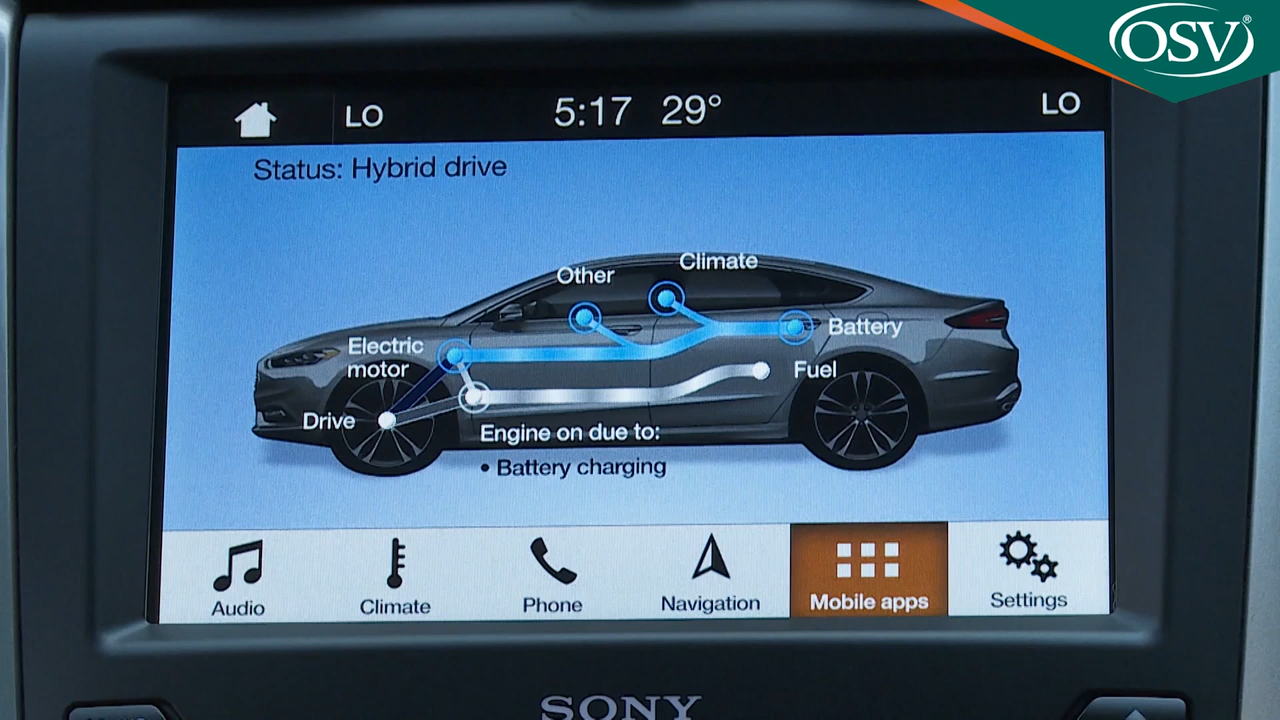 OSV®
LO 5:17 29° LO
Status: Hybrid drive
Other
Climate
Battery
Electric
motor
Fuel
Drive
Engine on due to:
• Battery charging
Audio
Climate
Phone
Navigation
Mobile apps
Settings
SONY